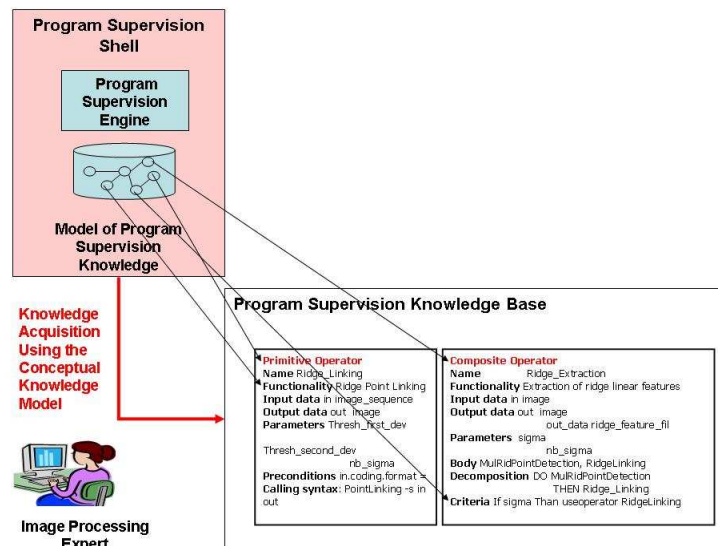 Program Supervision
Shell
Program
Supervision
Engine
Model of Program
Supervision
Knowledge
Knowledge
Acquisition
Using the
Conceptual
Knowledge
Model
Image Processing
Expert
Program Supervision Knowledge Base
Primitive Operator
Name Ridge_Linking
Functionality Ridge Point Linking
Input data in image_sequence
Output data out image
Parameters Thresh_first_dev
Thresh_second_dev
nb_sigma
Preconditions in.coding.format =
Calling syntax: PointLinking -s in
out
Composite Operator
Name Ridge_Extraction
Functionality Extraction of ridge linear features
Input data in image
Output data out image
out_data ridge_feature_fil
Parameters sigma
nb_sigma
Body MulRidPointDetection, RidgeLinking
Decomposition DO MulRidPointDetection
THEN Ridge_Linking
Criteria If sigma Than useoperator RidgeLinking